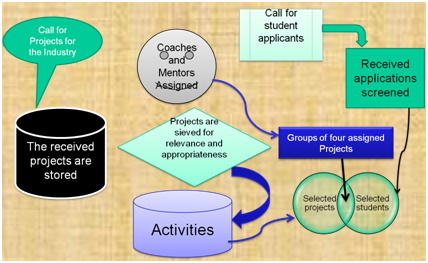 Call for
Projects for
the Industry
The received
projects are
stored
Coaches
and
Mentors
Assigned
Projects are
sieved for
relevance and
appropriateness
Activities
Call for
student
applicants
Received
applications
screened
Groups of four assigned
Projects
Selected
projects
Selected
students